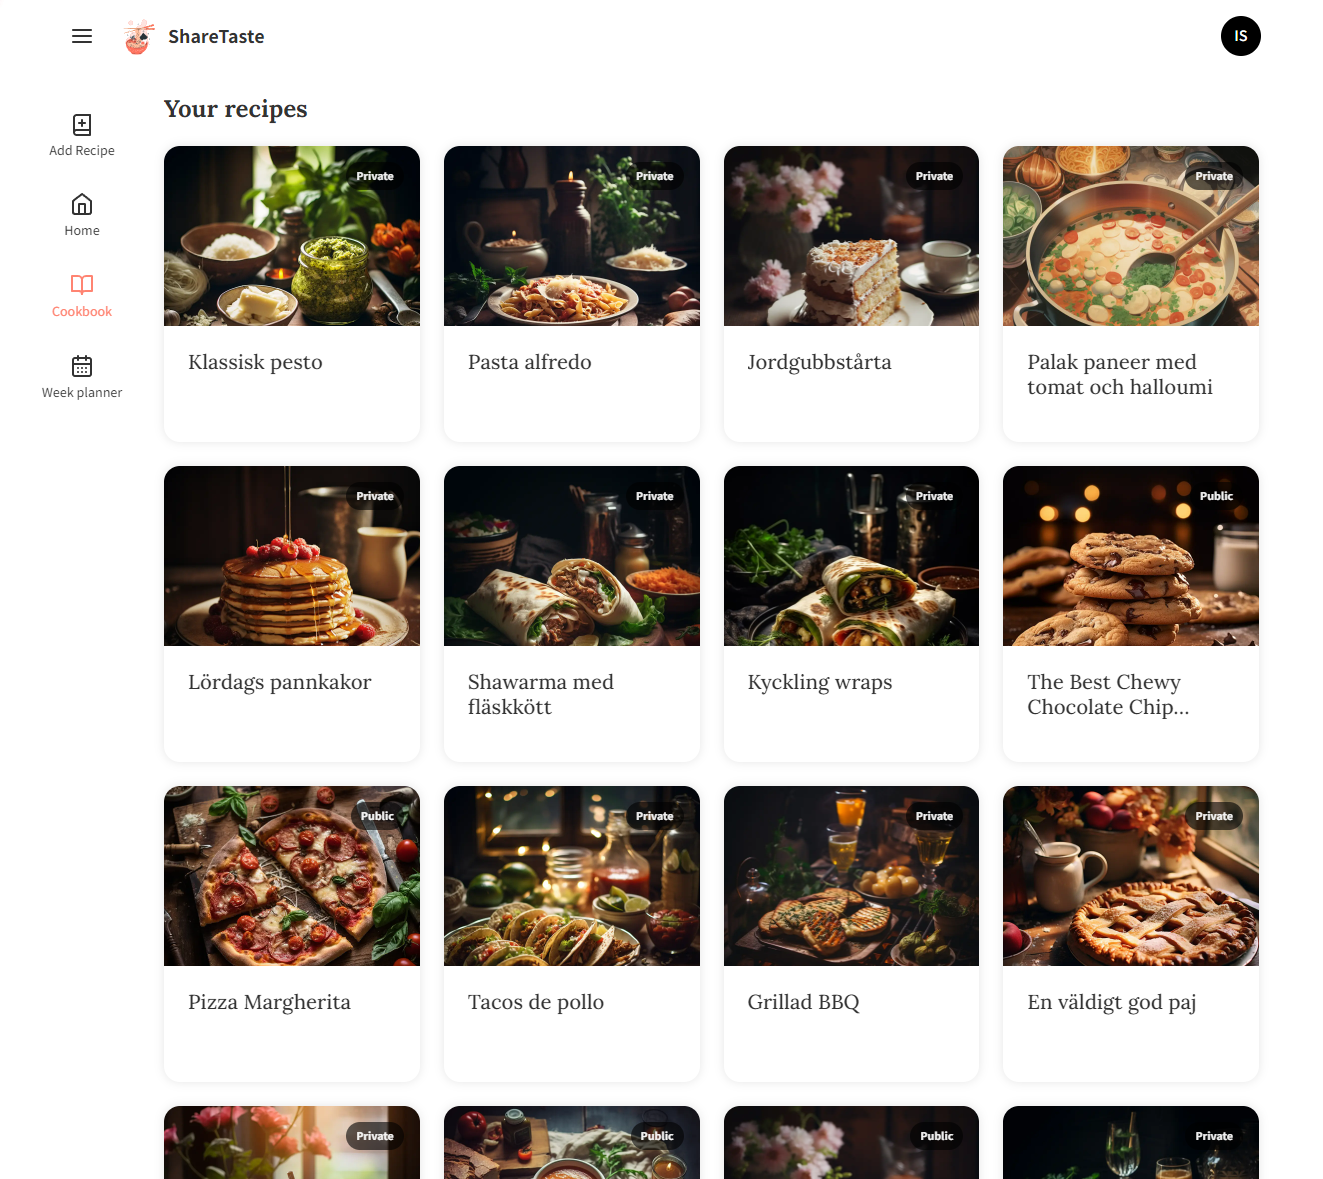 ShareTaste
IS
Add Recipe
Home
Cookbook
Week planner
Your recipes
Private
Klassisk pesto
Private
Pasta alfredo
Private
Jordgubbstårta
Private
Palak paneer med
tomat och halloumi
Private
Lördags pannkakor
Private
Shawarma med
fläskkött
Private
Kyckling wraps
Public
The Best Chewy
Chocolate Chip...
Public
Pizza Margherita
Private
Tacos de pollo
Private
Grillad BBQ
Private
En väldigt god paj
Private
Public
Public
Private